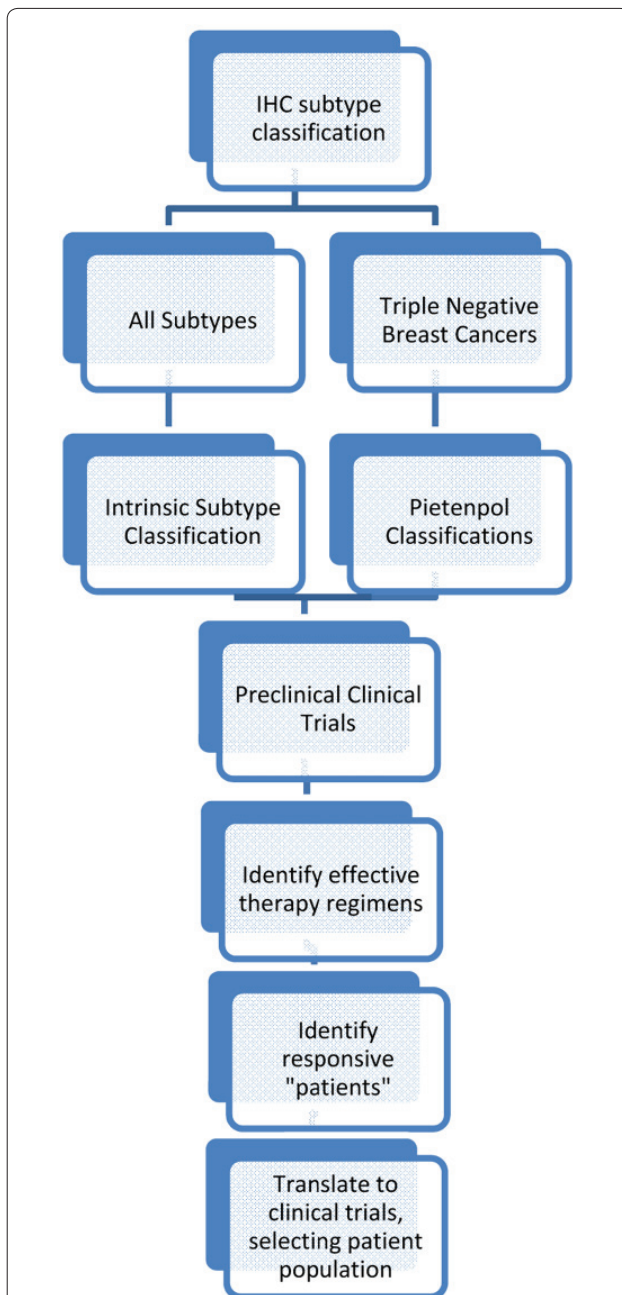 IHC subtype
classification
All Subtypes
Triple Negative
Breast Cancers
Intrinsic Subtype
Classification
Pietenpol
Classifications
Preclinical Clinical
Trials
Identify effective
therapy regimens
Identify
responsive
"patients"
Translate to
clinical trials,
selecting patient
population